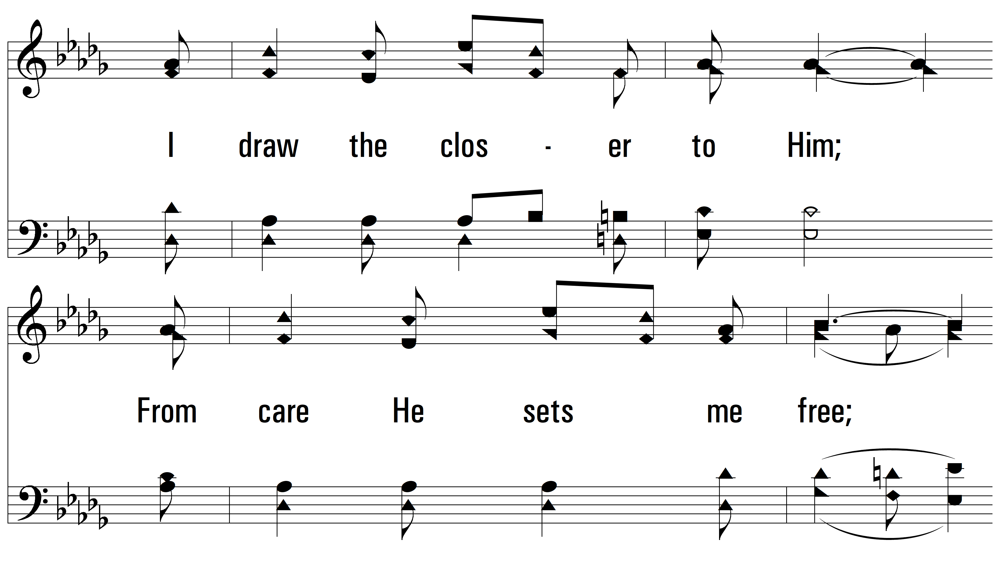 I draw the clos - er to Him;
From care He sets me free;